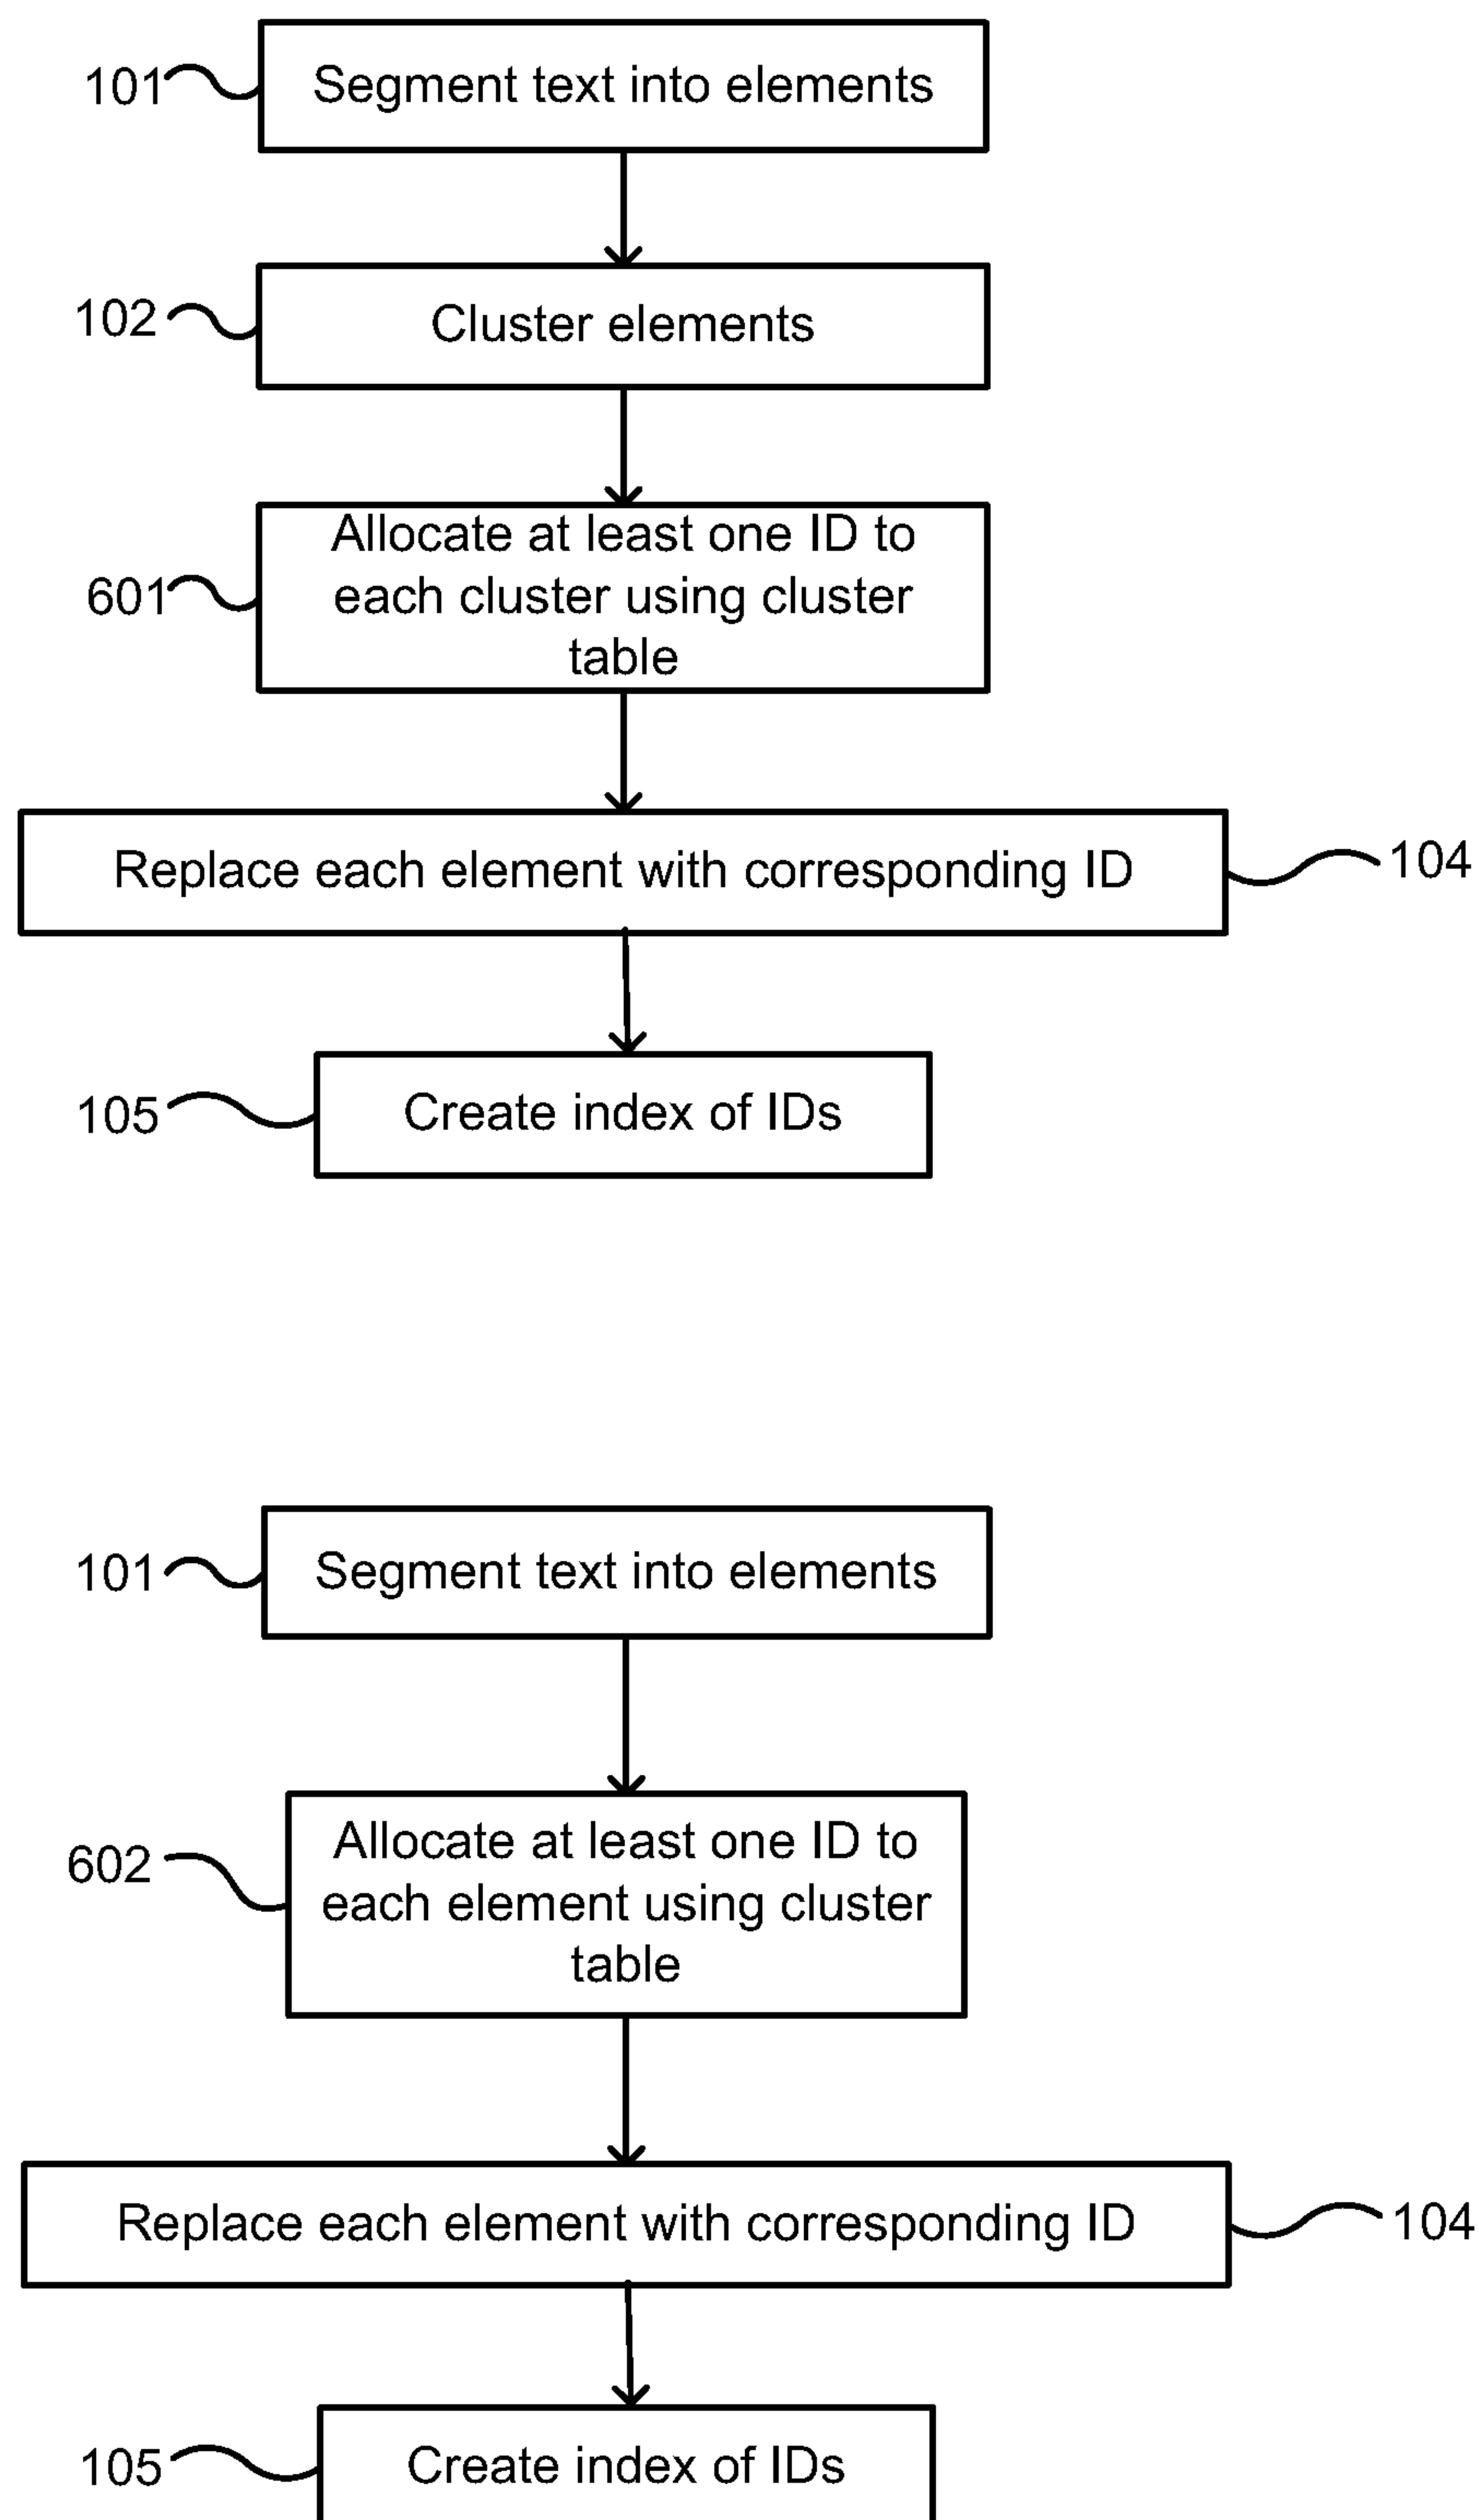 101
Segment text into elements
102
Cluster elements
601
Allocate at least one ID to
each cluster using cluster
table
Replace each element with corresponding ID
104
105
Create index of IDs
101
Segment text into elements
602
Allocate at least one ID to
each element using cluster
table
Replace each element with corresponding ID
104
105
Create index of IDs